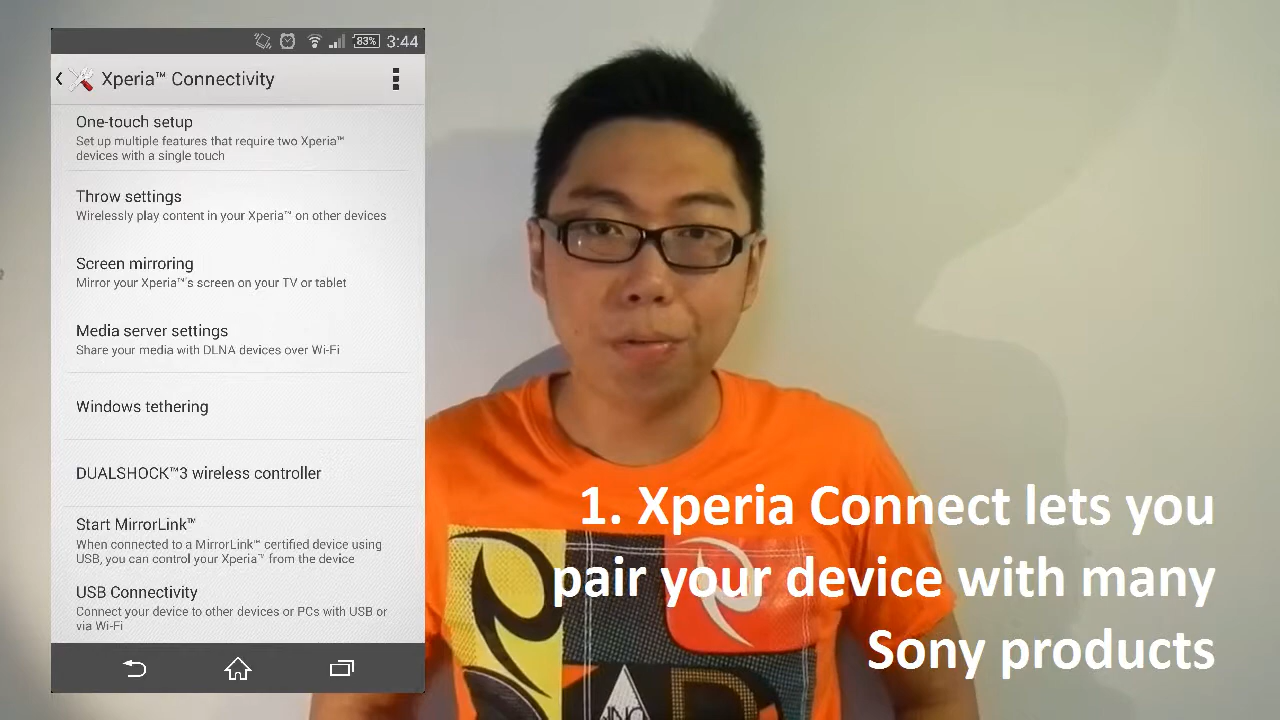 83% 3:44
Xperia™ Connectivity
One-touch setup
Set up multiple features that require two Xperia™
devices with a single touch
Throw settings
Wirelessly play content in your Xperia™ on other devices
Screen mirroring
Mirror your Xperia™'s screen on your TV or tablet
Media server settings
Share your media with DLNA devices over Wi-Fi
Windows tethering
DUALSHOCK™3 wireless controller
Start MirrorLink™
When connected to a MirrorLink™ certified device using
USB, you can control your Xperia™ from the device
USB Connectivity
Connect your device to other devices or PCs with USB or
via Wi-Fi
1. Xperia Connect lets you
pair your device with many
Sony products